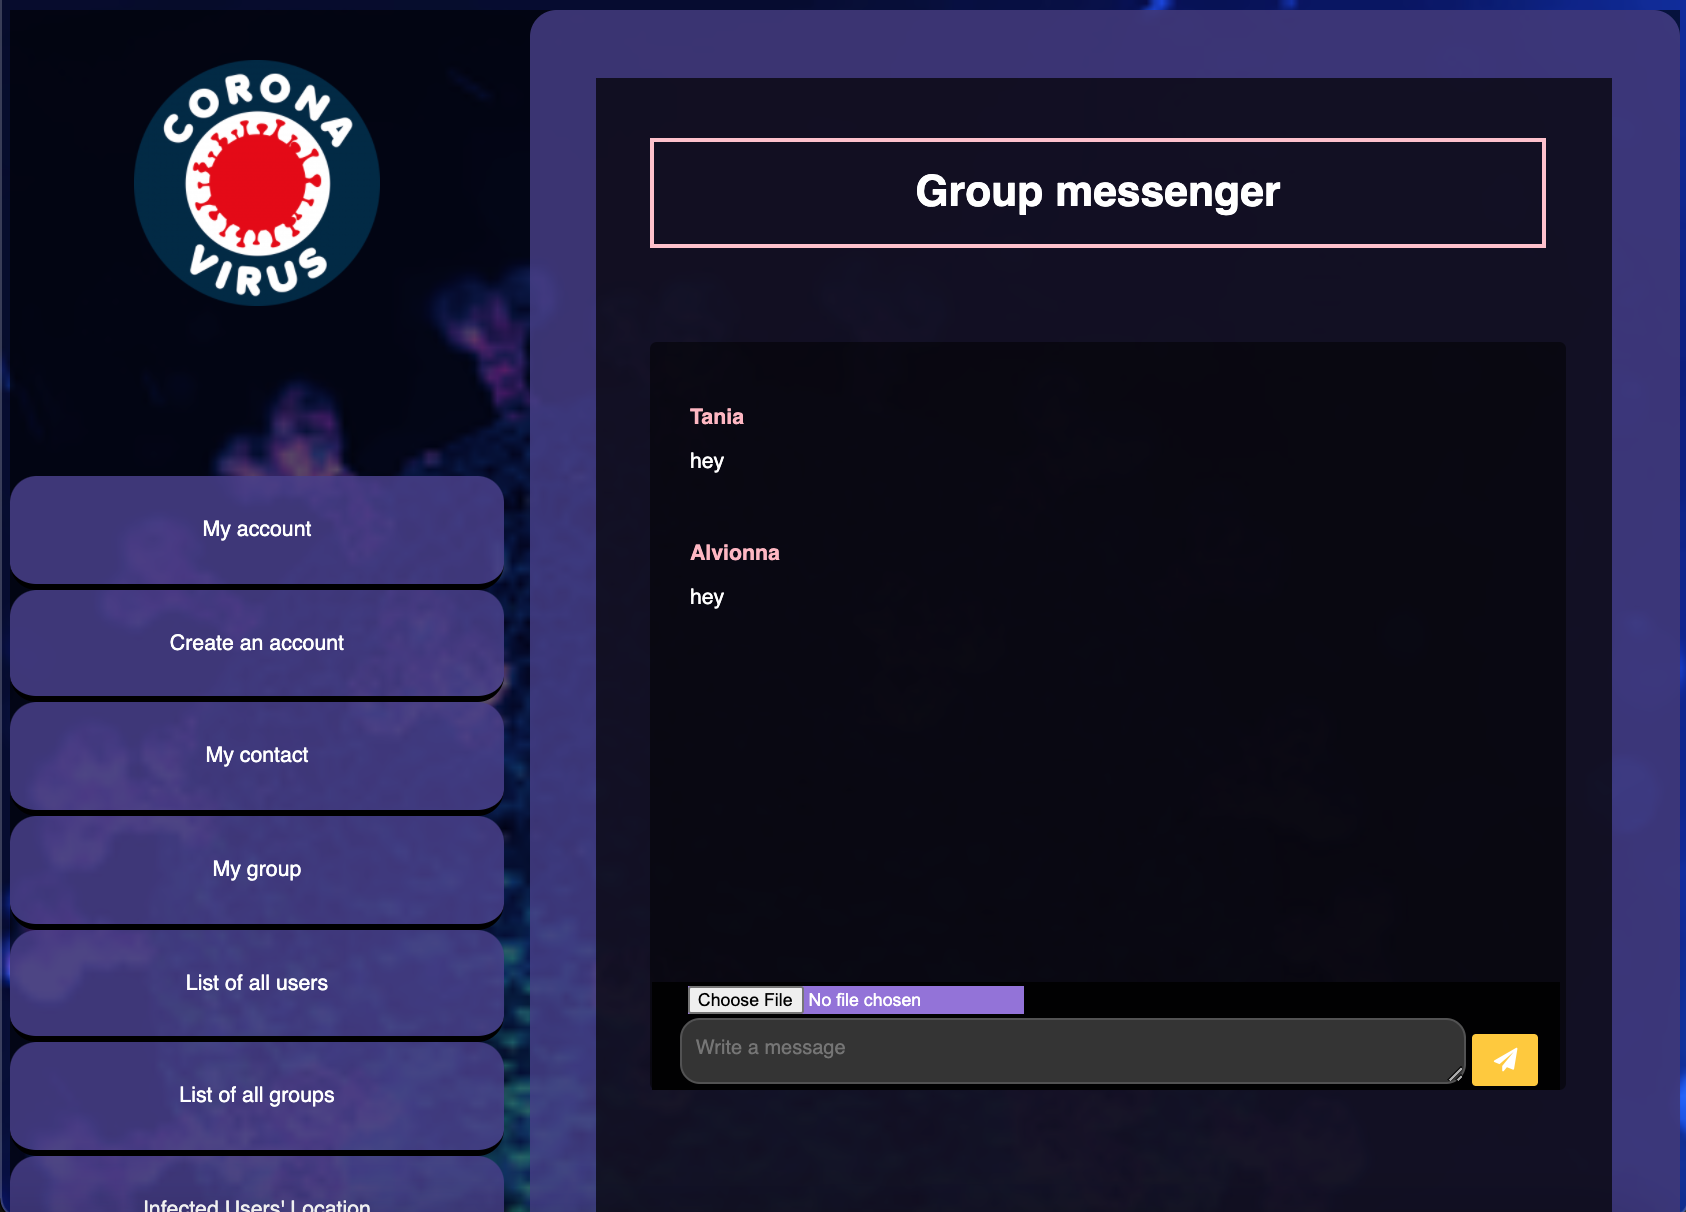 CORONA
VIRUS
My account
Create an account
My contact
My group
List of all users
List of all groups
Infected Users' Location
Group messenger
Tania
hey
Alvionna
hey
Choose File No file chosen
Write a message